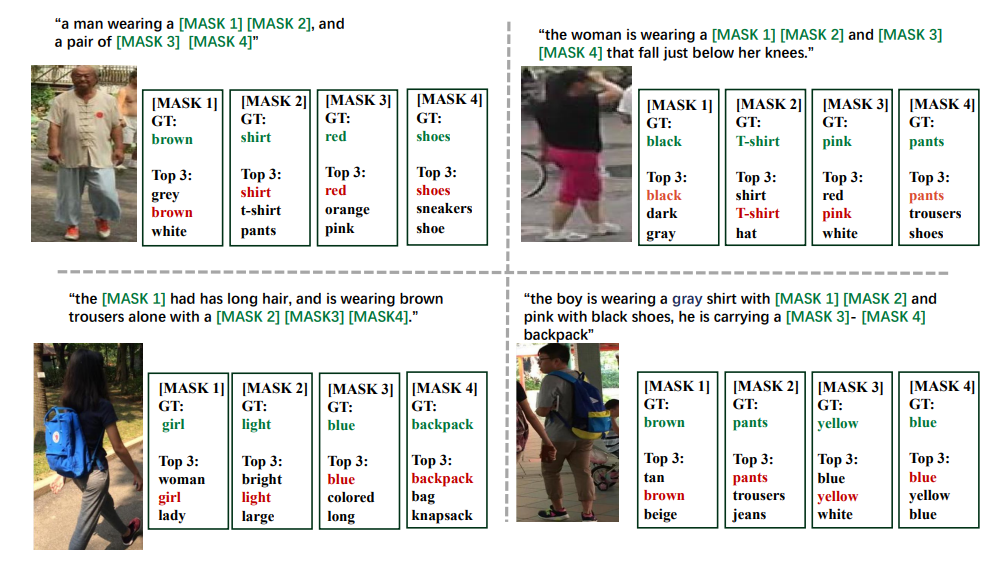 “a man wearing a [MASK 1] [MASK 2], and
a pair of [MASK 3] [MASK 4]”
[MASK 1]
GT:
brown
Top 3:
grey
brown
white
[MASK 2]
GT:
shirt
Top 3:
shirt
t-shirt
pants
[MASK 3]
GT:
red
Top 3:
red
orange
pink
[MASK 4]
GT:
shoes
Top 3:
shoes
sneakers
shoe
“the woman is wearing a [MASK 1] [MASK 2] and [MASK 3]
[MASK 4] that fall just below her knees.”
[MASK 1]
GT:
black
Top 3:
black
dark
gray
[MASK 2]
GT:
T-shirt
Top 3:
shirt
T-shirt
hat
[MASK 3]
GT:
pink
Top 3:
red
pink
white
[MASK 4]
GT:
pants
Top 3:
pants
trousers
shoes
“the [MASK 1] had has long hair, and is wearing brown
trousers alone with a [MASK 2] [MASK3] [MASK4].”
[MASK 1]
GT:
girl
Top 3:
woman
girl
lady
[MASK 2]
GT:
light
Top 3:
bright
light
large
[MASK 3]
GT:
blue
Top 3:
blue
colored
long
[MASK 4]
GT:
backpack
Top 3:
backpack
bag
knapsack
“the boy is wearing a gray shirt with [MASK 1] [MASK 2] and
pink with black shoes, he is carying a [MASK 3]- [MASK 4]
backpack”
[MASK 1]
GT:
brown
Top 3:
tan
brown
beige
[MASK 2]
GT:
pants
Top 3:
pants
trousers
jeans
[MASK 3]
GT:
yellow
Top 3:
blue
yellow
white
[MASK 4]
GT:
blue
Top 3:
blue
yellow
blue